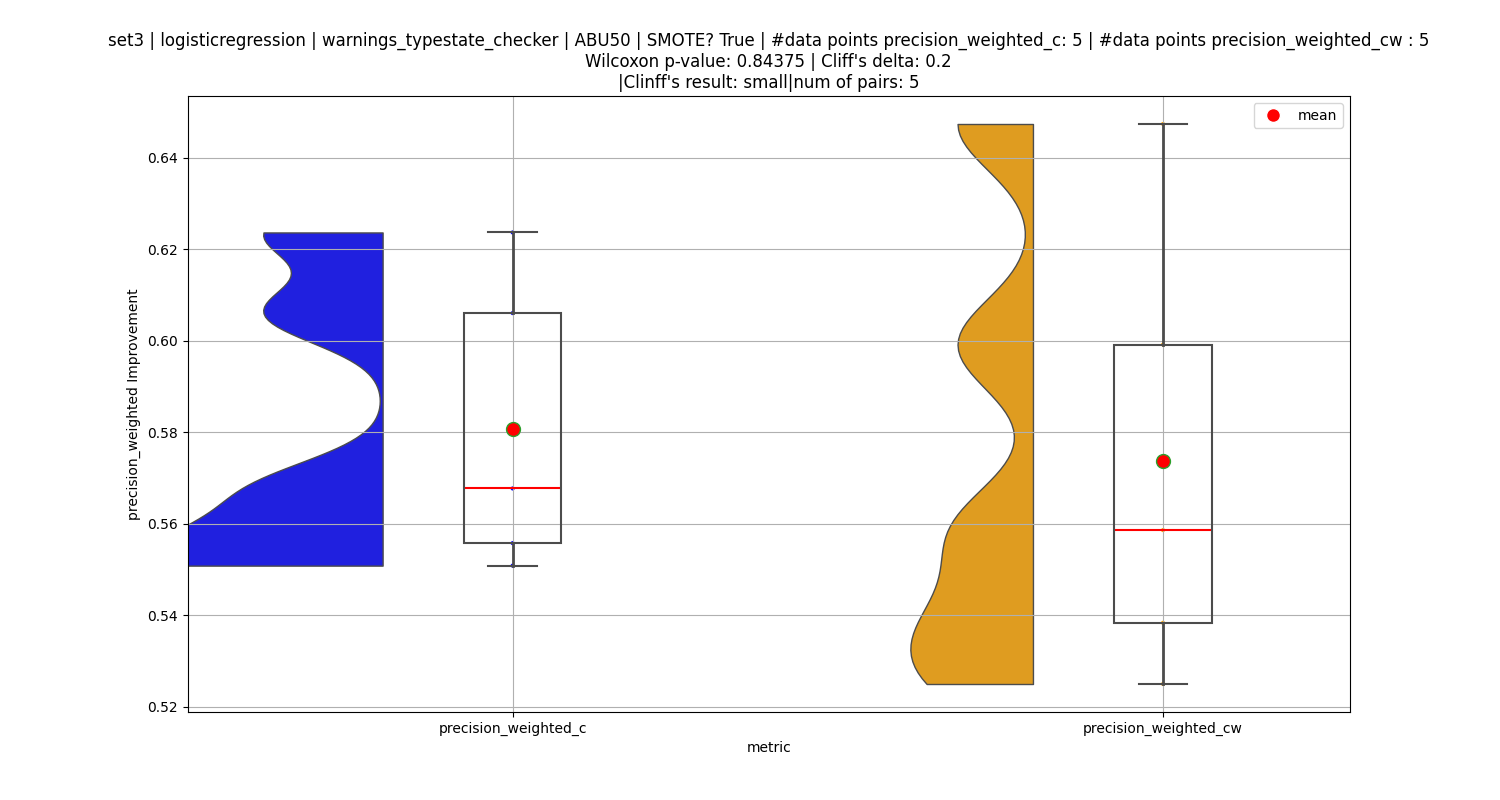 set3 | logisticregression | warnings_typestate_checker | ABU50 | SMOTE? True | #data points precision_weighted_c: 5 | #data points precision_weighted_cw : 5
Wilcoxon p-value: 0.84375 | Cliff's delta: 0.2
|Clinff's result: small|num of pairs: 5
mean
0.64
0.62
0.60
0.58
0.56
0.54
0.52
precision_weighted Improvement
precision_weighted_c
precision_weighted_cw
metric